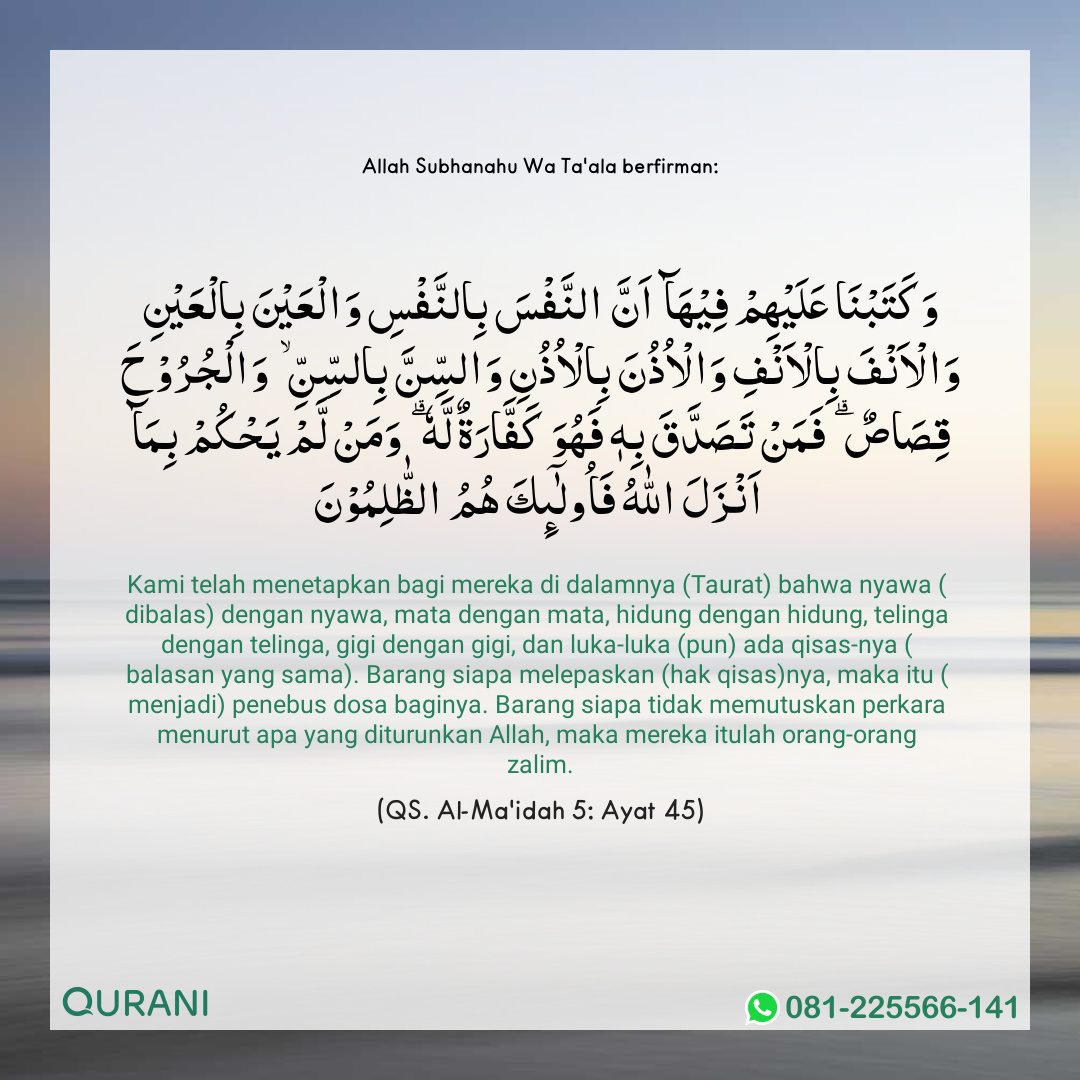 Allah Subhanahu Wa Ta'ala berfirman:
وَكَتَبْنَا عَلَيْهِمْ فِيْهَآ اَنَّ النَّفْسَ بِالنَّفْسِ وَالْعَيْنَ بِالْعَيْنِ
وَالْاَنْفَ بِالْاَنْفِ وَالْاُذُنَ بِالْاُذُنِ وَالسِّنَّ بِالسِّنِّۙ وَالْجُرُوْحَ
قِصَاصٌۗ فَمَنْ تَصَدَّقَ بِهٖ فَهُوَ كَفَّارَةٌ لَّهٗۗ وَمَنْ لَّمْ يَحْكُمْ بِمَآ
اَنْزَلَ اللّٰهُ فَاُولٰۤىِٕكَ هُمُ الظّٰلِمُوْنَ
Kami telah menetapkan bagi mereka di dalamnya (Taurat) bahwa nyawa (
dibalas) dengan nyawa, mata dengan mata, hidung dengan hidung, telinga
dengan telinga, gigi dengan gigi, dan luka-luka (pun) ada qisas-nya (
balasan yang sama). Barang siapa melepaskan (hak qisas)nya, maka itu (
menjadi) penebus dosa baginya. Barang siapa tidak memutuskan perkara
menurut apa yang diturunkan Allah, maka mereka itulah orang-orang
zalim.
(QS. Al-Ma'idah 5: Ayat 45)
QURANI
081-225566-141